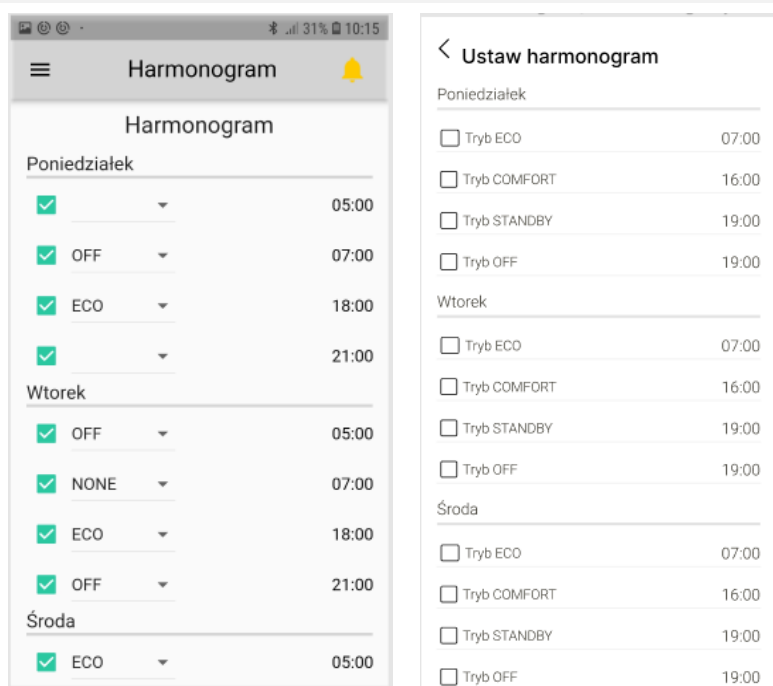 31% 10:15
Harmonogram
Harmonogram
Poniedziałek
05:00
OFF 07:00
ECO 18:00
21:00
Wtorek
OFF 05:00
NONE 07:00
ECO 18:00
OFF 21:00
Środa
ECO 05:00
Ustaw harmonogram
Poniedziałek
Tryb ECO 07:00
Tryb COMFORT 16:00
Tryb STANDBY 19:00
Tryb OFF 19:00
Wtorek
Tryb ECO 07:00
Tryb COMFORT 16:00
Tryb STANDBY 19:00
Tryb OFF 19:00
Środa
Tryb ECO 07:00
Tryb COMFORT 16:00
Tryb STANDBY 19:00
Tryb OFF 19:00